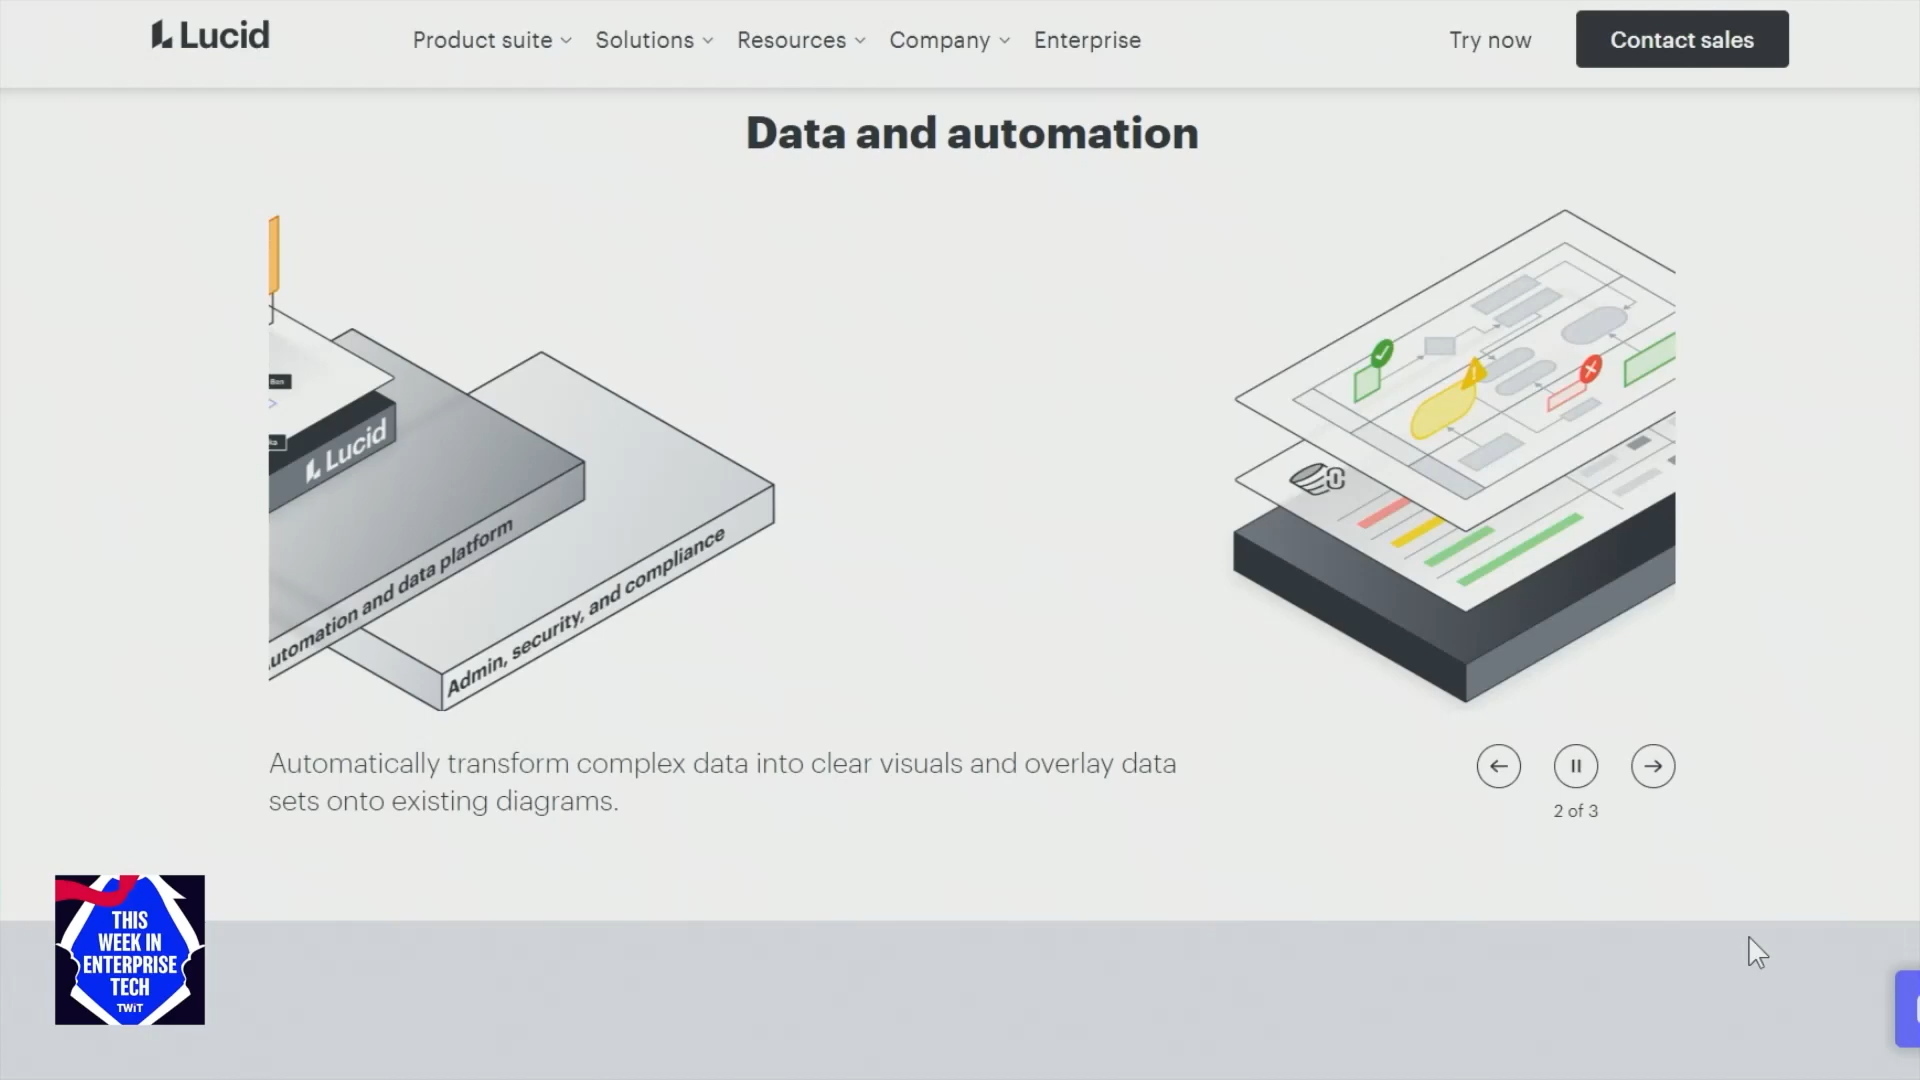 Lucid
Product suite
Solutions
Resources
Company
Enterprise
Try now
Contact sales
Data and automation
Lucid
utomation and data platform
Admin, security, and compliance
Automatically transform complex data into clear visuals and overlay data
sets onto existing diagrams.
2 of 3
THIS
WEEK IN
ENTERPRISE
TECH
TWiT